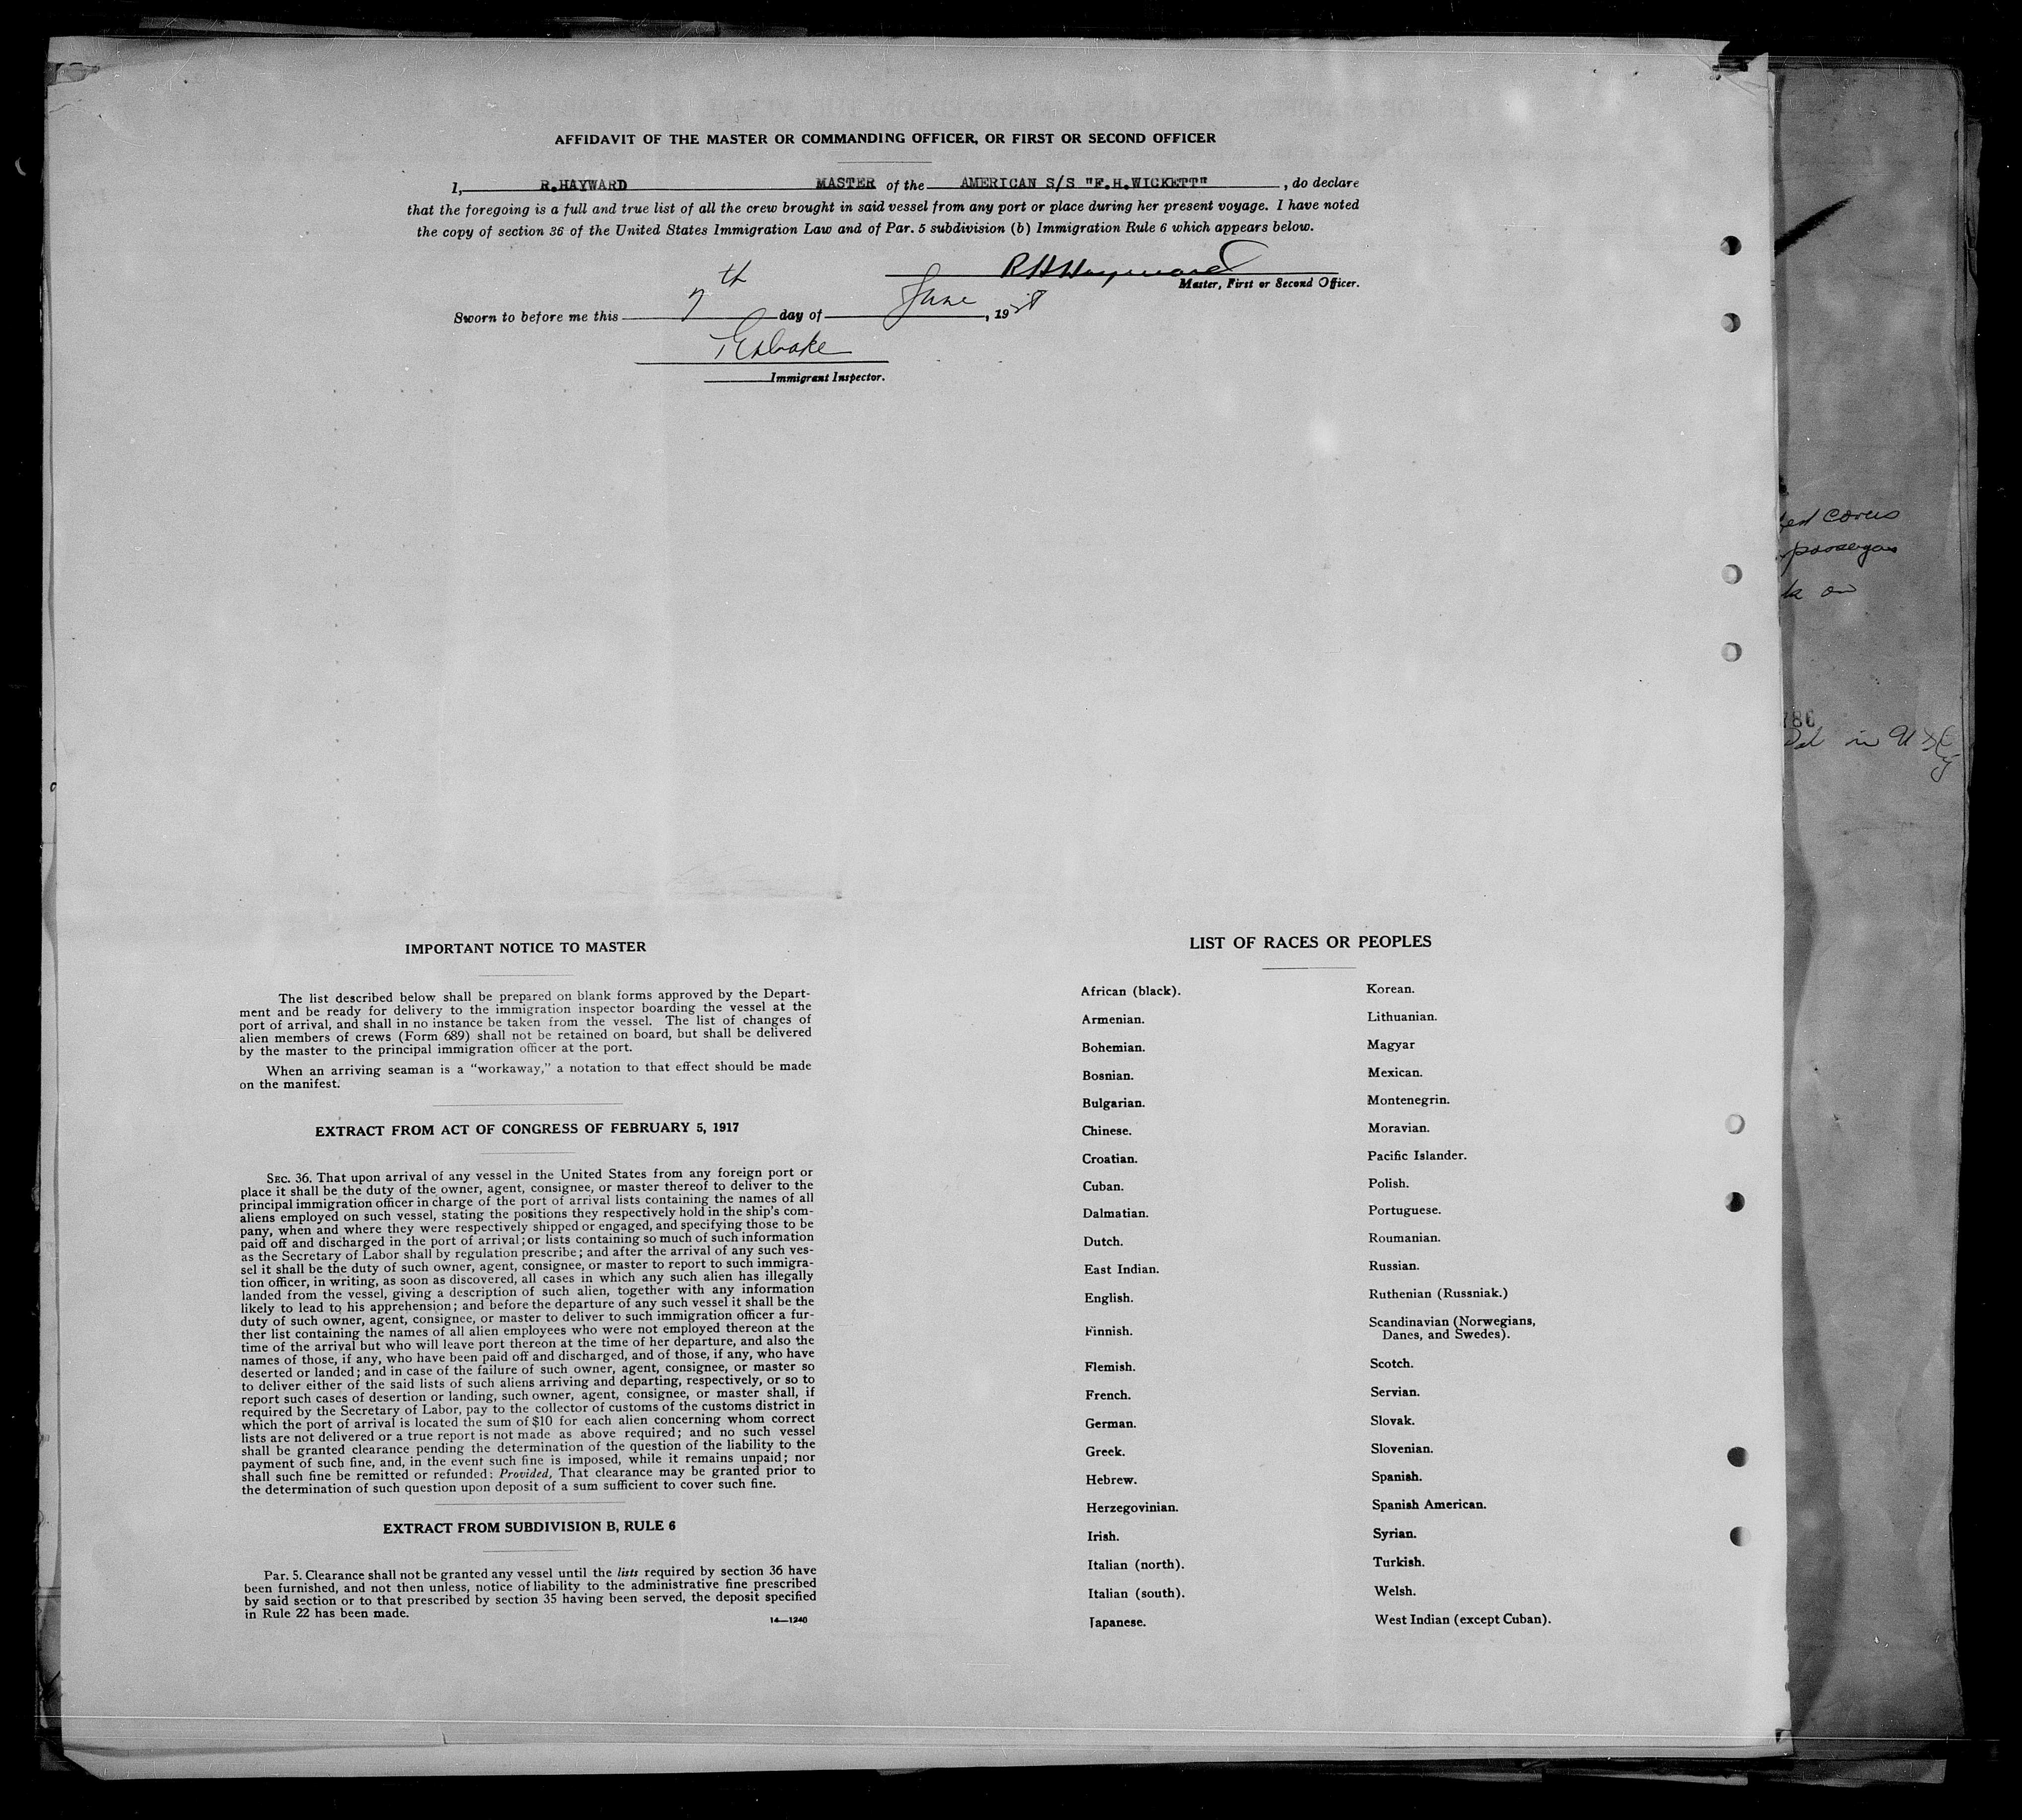 AFFIDAVIT OF THE MASTER OR COMMANDING OFFICER, OR FIRST OR SECOND OFFICER
I, R.HAYWARD MASTER of the AMERICAN S/S "F.H.WICKETT", do declare
that the foregoing is a full and true list of all the crew brought in said vessel from any port or place during her present voyage. I have noted
the copy of section 36 of the United States Immigration Law and of Par. 5 subdivision (b) Immigration Rule 6 which appears below.
R H Hayward
Master, First or Second Officer.
Sworn to before me this 7th day of June, 19
Immigrant Inspector.
covers
passengers
on
in
IMPORTANT NOTICE TO MASTER
The list described below shall be prepared on blank forms approved by the Depart-
ment and be ready for delivery to the immigration inspector boarding the vessel at the
port of arrival, and shall in no instance be taken from the vessel. The list of changes of
alien members of crews (Form 689) shall not be retained on board, but shall be delivered
by the master to the principal immigration officer at the port.
When an arriving seaman is a "workaway," a notation to that effect should be made
on the manifest.
EXTRACT FROM ACT OF CONGRESS OF FEBRUARY 5, 1917
SEC. 36. That upon arrival of any vessel in the United States from any foreign port or
place it shall be the duty of the owner, agent, consignee, or master thereof to deliver to the
principal immigration officer in charge of the port of arrival lists containing the names of all
aliens employed on such vessel, stating the positions they respectively hold in the ship's com-
pany, when and where they were respectively shipped or engaged, and specifying those to be
paid off and discharged in the port of arrival; or lists containing so much of such information
as the Secretary of Labor shall by regulation prescribe; and after the arrival of any such ves-
sel it shall be the duty of such owner, agent, consignee, or master to report to such immigra-
tion officer, in writing, as soon as discovered, all cases in which any such alien has illegally
landed from the vessel, giving a description of such alien, together with any information
likely to lead to his apprehension; and before the departure of any such vessel it shall be the
duty of such owner, agent, consignee, or master to deliver to such immigration officer a fur-
ther list containing the names of all alien employees who were not employed thereon at the
time of the arrival but who will leave port thereon at the time of her departure, and also the
names of those, if any, who have been paid off and discharged, and of those, if any, who have
deserted or landed; and in case of the failure of such owner, agent, consignee, or master so
to deliver either of the said lists of such aliens arriving and departing, respectively, or so to
report such cases of desertion or landing, such owner, agent, consignee, or master shall, if
required by the Secretary of Labor, pay to the collector of customs of the customs district in
which the port of arrival is located the sum of $10 for each alien concerning whom correct
lists are not delivered or a true report is not made as above required; and no such vessel
shall be granted clearance pending the determination of the question of the liability to the
payment of such fine, and, in the event such fine is imposed, while it remains unpaid; nor
shall such fine be remitted or refunded: Provided, That clearance may be granted prior to
the determination of such question upon deposit of a sum sufficient to cover such fine.
EXTRACT FROM SUBDIVISION B, RULE 6
Par. 5. Clearance shall not be granted any vessel until the lists required by section 36 have
been furnished, and not then unless, notice of liability to the administrative fine prescribed
by said section or to that prescribed by section 35 having been served, the deposit specified
in Rule 22 has been made.
14—1240
LIST OF RACES OR PEOPLES
African (black).
Armenian.
Bohemian.
Bosnian.
Bulgarian.
Chinese.
Croatian.
Cuban.
Dalmatian.
Dutch.
East Indian.
English.
Finnish.
Flemish.
French.
German.
Greek.
Hebrew.
Herzegovinian.
Irish.
Italian (north).
Italian (south).
Japanese.
Korean.
Lithuanian.
Magyar
Mexican.
Montenegrin.
Moravian.
Pacific Islander.
Polish.
Portuguese.
Roumanian.
Russian.
Ruthenian (Russniak.)
Scandinavian (Norwegians,
Danes, and Swedes).
Scotch.
Servian.
Slovak.
Slovenian.
Spanish.
Spanish American.
Syrian.
Turkish.
Welsh.
West Indian (except Cuban).